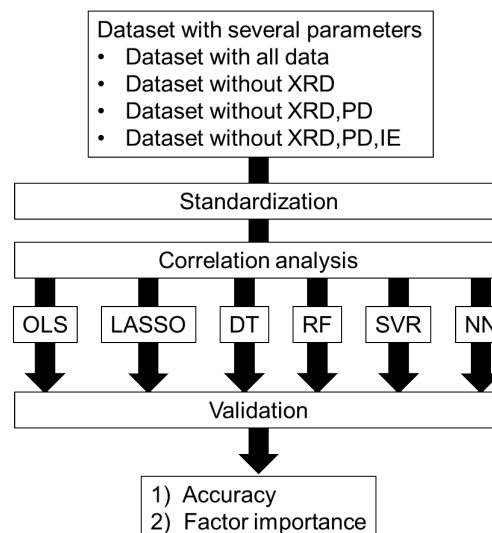 Dataset with several parameters
• Dataset with all data
• Dataset without XRD
• Dataset without XRD,PD
• Dataset without XRD,PD,IE
Standardization
Correlation analysis
OLS LASSO DT RF SVR NN
Validation
1) Accuracy
2) Factor importance